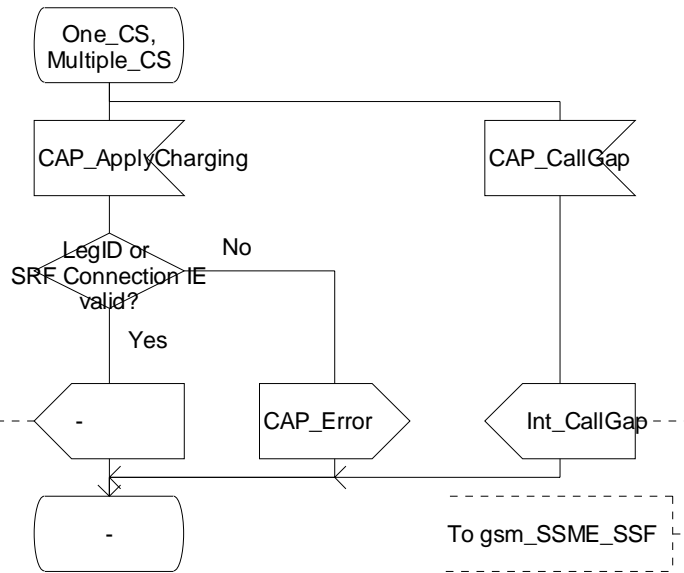 One_CS,
Multiple_CS
CAP_ApplyCharging
CAP_CallGap
LegID or
SRF Connection IE
valid?
No
Yes
-
CAP_Error
Int_CallGap
-
To gsm_SSME_SSF